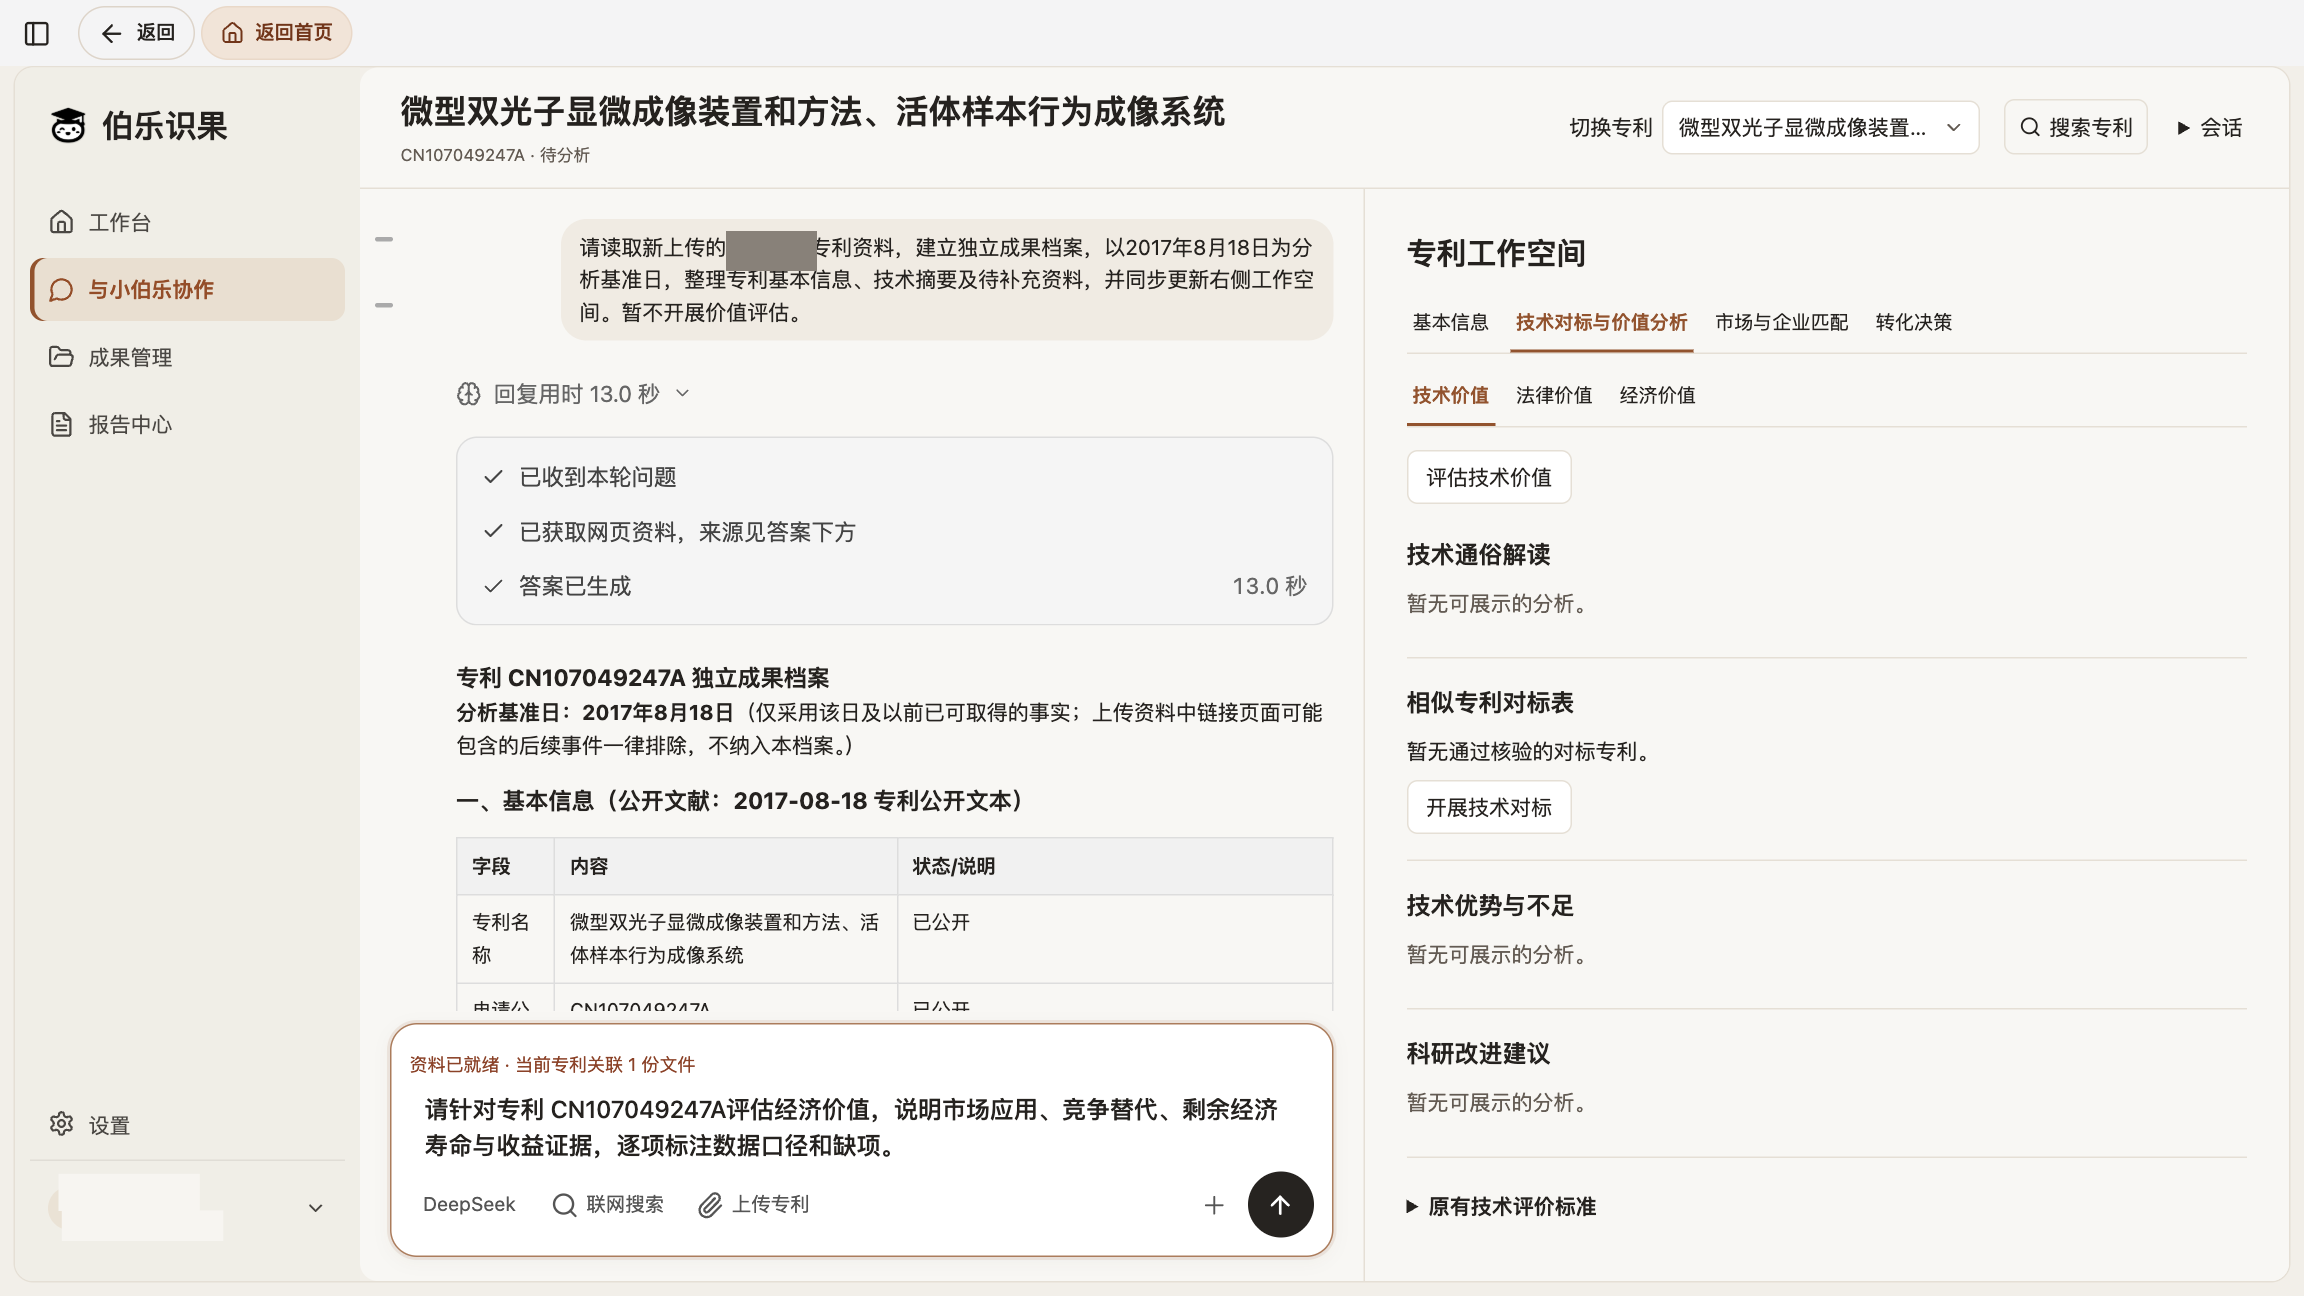 返回
返回首页
伯乐识果
工作台
与小伯乐协作
成果管理
报告中心
设置
微型双光子显微成像装置和方法、活体样本行为成像系统
CN107049247A · 待分析
切换专利
微型双光子显微成像装置...
搜索专利
▶ 会话
请读取新上传的 专利资料，建立独立成果档案，以2017年8月18日为分
析基准日，整理专利基本信息、技术摘要及待补充资料，并同步更新右侧工作空
间。暂不开展价值评估。
回复用时 13.0 秒
已收到本轮问题
已获取网页资料，来源见答案下方
答案已生成
13.0 秒
专利 CN107049247A 独立成果档案
分析基准日：2017年8月18日（仅采用该日及以前已可取得的事实；上传资料中链接页面可能
包含的后续事件一律排除，不纳入本档案。）
一、基本信息（公开文献：2017-08-18 专利公开文本）
字段
内容
状态/说明
专利名
称
微型双光子显微成像装置和方法、活
体样本行为成像系统
已公开
申请公
CN107049247A
已公开
资料已就绪 · 当前专利关联 1 份文件
请针对专利 CN107049247A评估经济价值，说明市场应用、竞争替代、剩余经济
寿命与收益证据，逐项标注数据口径和缺项。
DeepSeek
联网搜索
上传专利
专利工作空间
基本信息
技术对标与价值分析
市场与企业匹配
转化决策
技术价值
法律价值
经济价值
评估技术价值
技术通俗解读
暂无可展示的分析。
相似专利对标表
暂无通过核验的对标专利。
开展技术对标
技术优势与不足
暂无可展示的分析。
科研改进建议
暂无可展示的分析。
▶ 原有技术评价标准